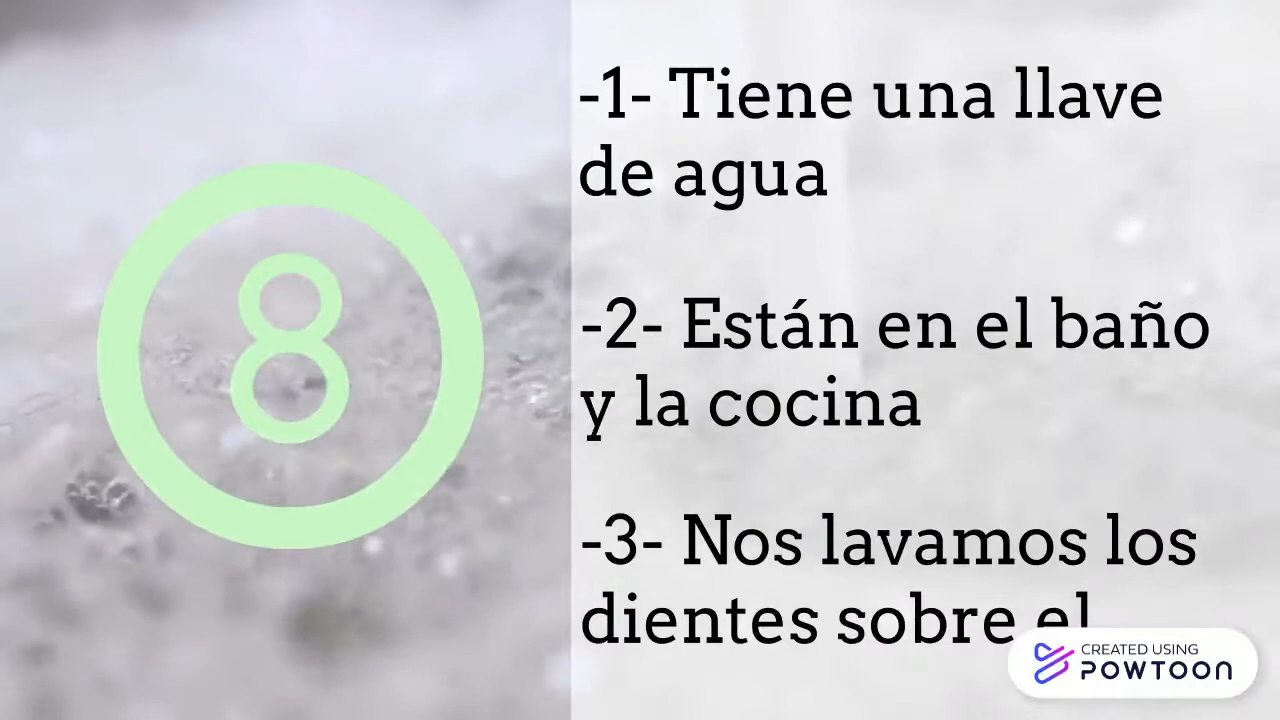 8
-1- Tiene una llave
de agua
-2- Están en el baño
y la cocina
-3- Nos lavamos los
dientes sobre el
CREATED USING
POWTOON